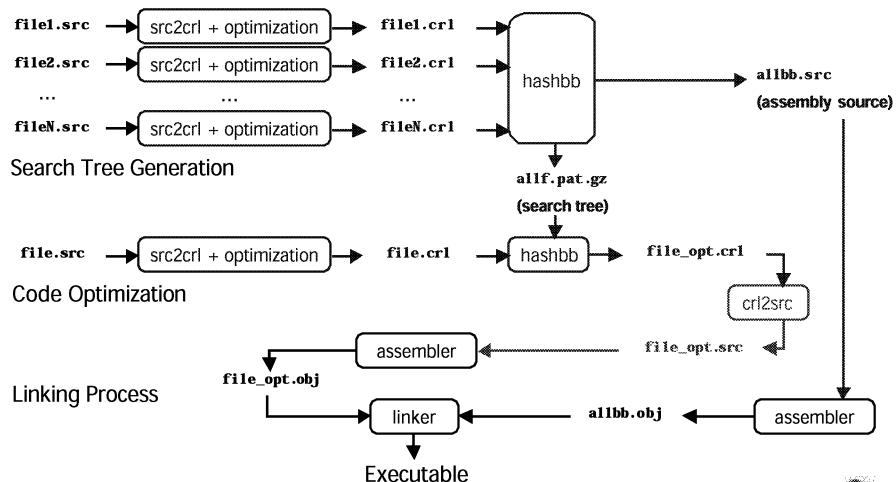 file1.src src2crl + optimization file1.crl
file2.src src2crl + optimization file2.crl
... ... ...
fileN.src src2crl + optimization fileN.crl
hashbb
allbb.src
(assembly source)
Search Tree Generation
allf.pat.gz
(search tree)
file.src src2crl + optimization file.crl hashbb file_opt.crl
Code Optimization
crl2src
assembler file_opt.src
file_opt.obj
Linking Process
linker allbb.obj assembler
Executable